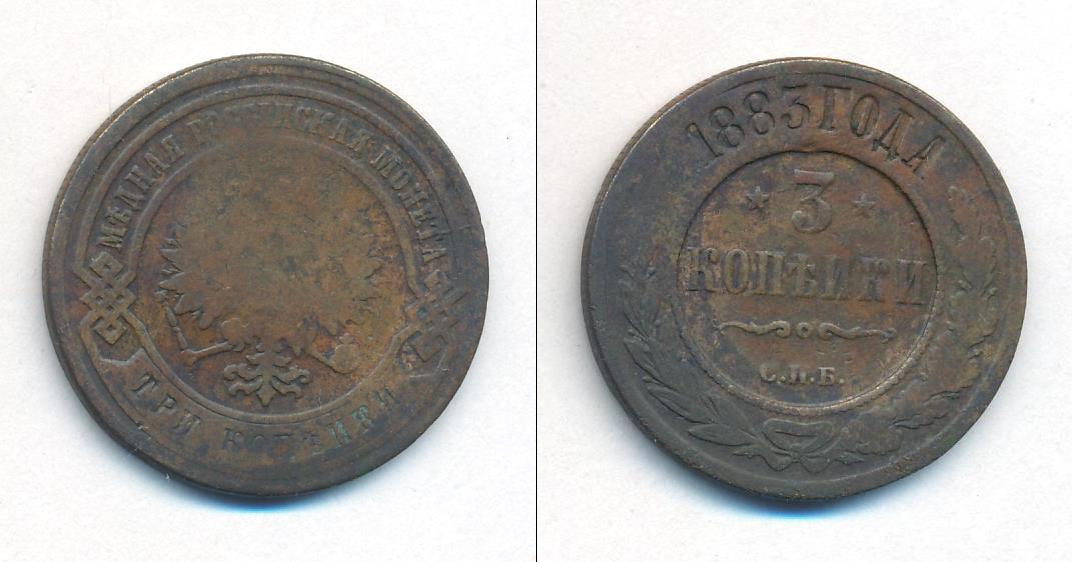 МѢДНАЯ РОССІЙСКАЯ МОНЕТА
ТРИ КОПѢЙКИ
1883 ГОДА
3
КОПѢЙКИ
С.П.Б.